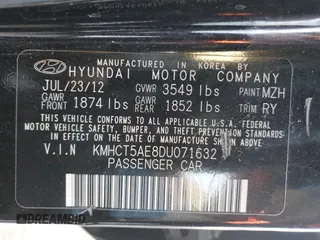 MANUFACTURED IN KOREA BY
HYUNDAI MOTOR COMPANY
JUL/23/12 GVWR 3549 lbs PAINT MZH
GAWR FRT 1874 lbs GAWR RR 1852 lbs TRIM RY
THIS VEHICLE CONFORMS TO ALL APPLICABLE U.S. FEDERAL MOTOR VEHICLE SAFETY, BUMPER, AND THEFT PREVENTION STANDARDS IN EFFECT ON THE DATE OF MANUFACTURE SHOWN ABOVE.
V.I.N KMHCT5AE8DU071632
PASSENGER CAR
DREAMBID